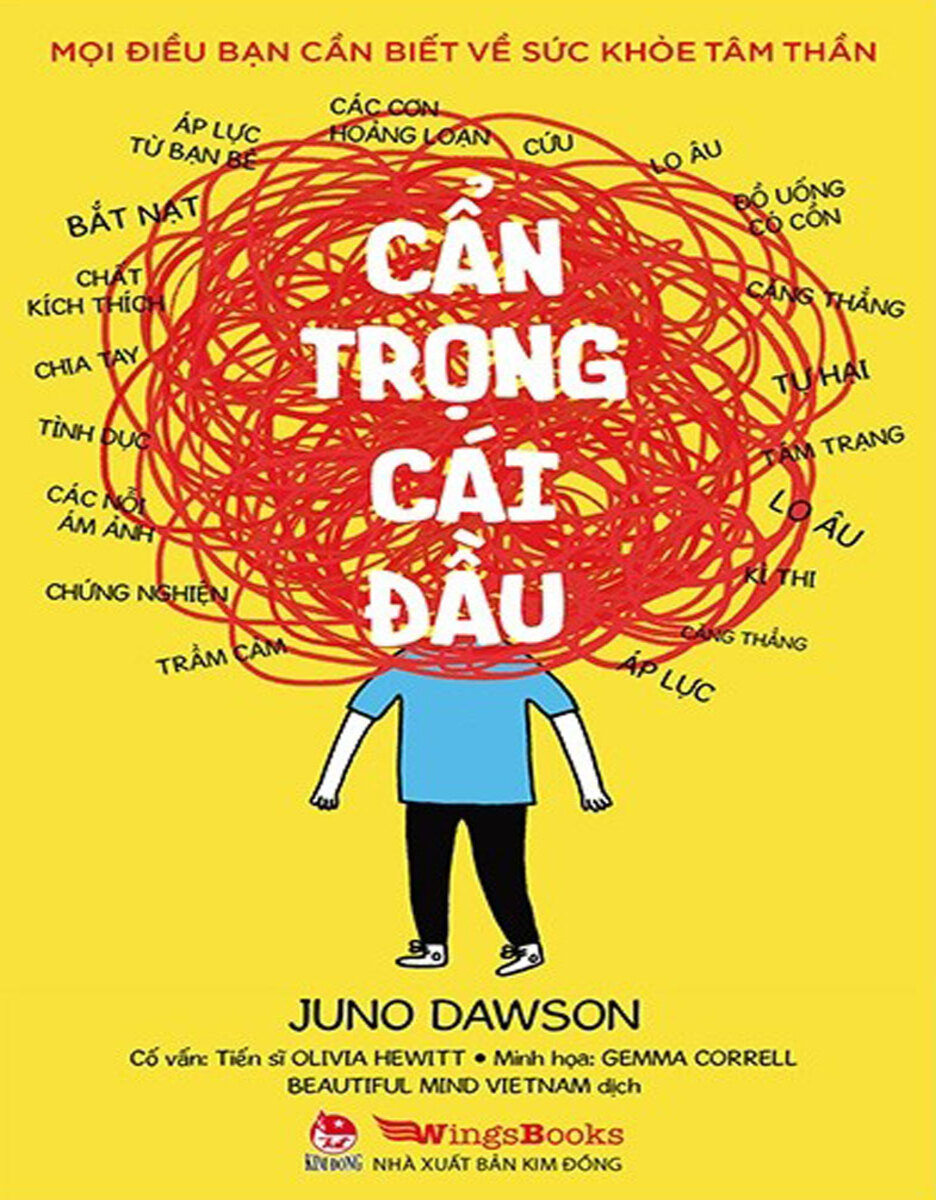 MỌI ĐIỀU BẠN CẦN BIẾT VỀ SỨC KHỎE TÂM THẦN
CÁC CƠN
HOẢNG LOẠN
ÁP LỰC
TỪ BẠN BÈ
CỨU
LO ÂU
ĐỒ UỐNG
CÓ CỒN
BẮT NẠT
CHẤT
KÍCH THÍCH
CĂNG THẲNG
CHIA TAY
TỰ HẠI
TÌNH DỤC
TÂM TRẠNG
CÁC NỖI
ÁM ẢNH
LO ÂU
CHỨNG NGHIỆN
KÌ THI
TRẦM CẢM
CĂNG THẲNG
ÁP LỰC
CẨN
TRỌNG
CÁI
ĐẦU
JUNO DAWSON
Cố vấn: Tiến sĩ OLIVIA HEWITT • Minh họa: GEMMA CORRELL
BEAUTIFUL MIND VIETNAM dịch
KIM ĐỒNG
WingsBooks
NHÀ XUẤT BẢN KIM ĐỒNG